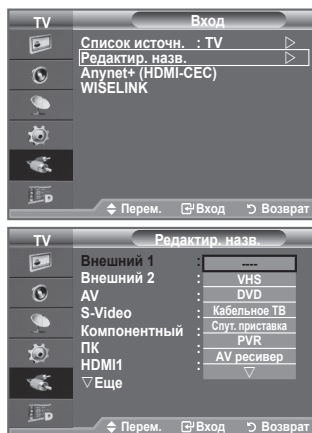 TV Вход
Список источн. : TV ▷
Редактир. назв. ▷
Anynet+ (HDMI-CEC)
WISELINK
Перем. Вход Возврат
TV Редактир. назв.
Внешний 1 : ----
Внешний 2 : VHS
AV : DVD
S-Video : Кабельное ТВ
Компонентный : Спут. приставка
ПК : PVR
HDMI1 : AV ресивер
▽Еще ▽
Перем. Вход Возврат